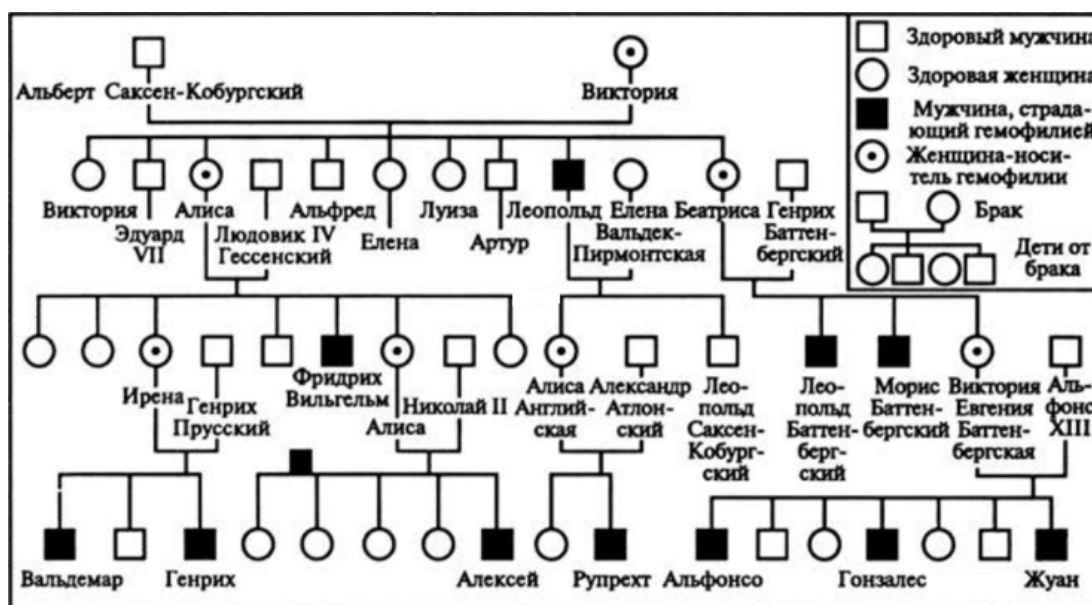 Альберт Саксен-Кобургский
Виктория
Здоровый мужчина
Здоровая женщина
Мужчина, страда-
ющий гемофилией
Женщина-носи-
тель гемофилии
Брак
Дети от
брака
Виктория
Эдуард
VII
Алиса
Людовик IV
Гессенский
Альфред
Елена
Луиза
Артур
Леопольд
Елена
Вальдек-
Пирмонтская
Беатриса
Генрих
Баттен-
бергский
Ирена
Генрих
Прусский
Фридрих
Вильгельм
Алиса
Николай II
Алиса
Англий-
ская
Александр
Атлон-
ский
Лео-
польд
Саксен-
Кобург-
ский
Лео-
польд
Баттен-
берг-
ский
Морис
Баттен-
бергский
Виктория
Евгения
Баттен-
бергская
Аль-
фонс
XIII
Вальдемар
Генрих
Алексей
Рупрехт
Альфонсо
Гонзалес
Жуан